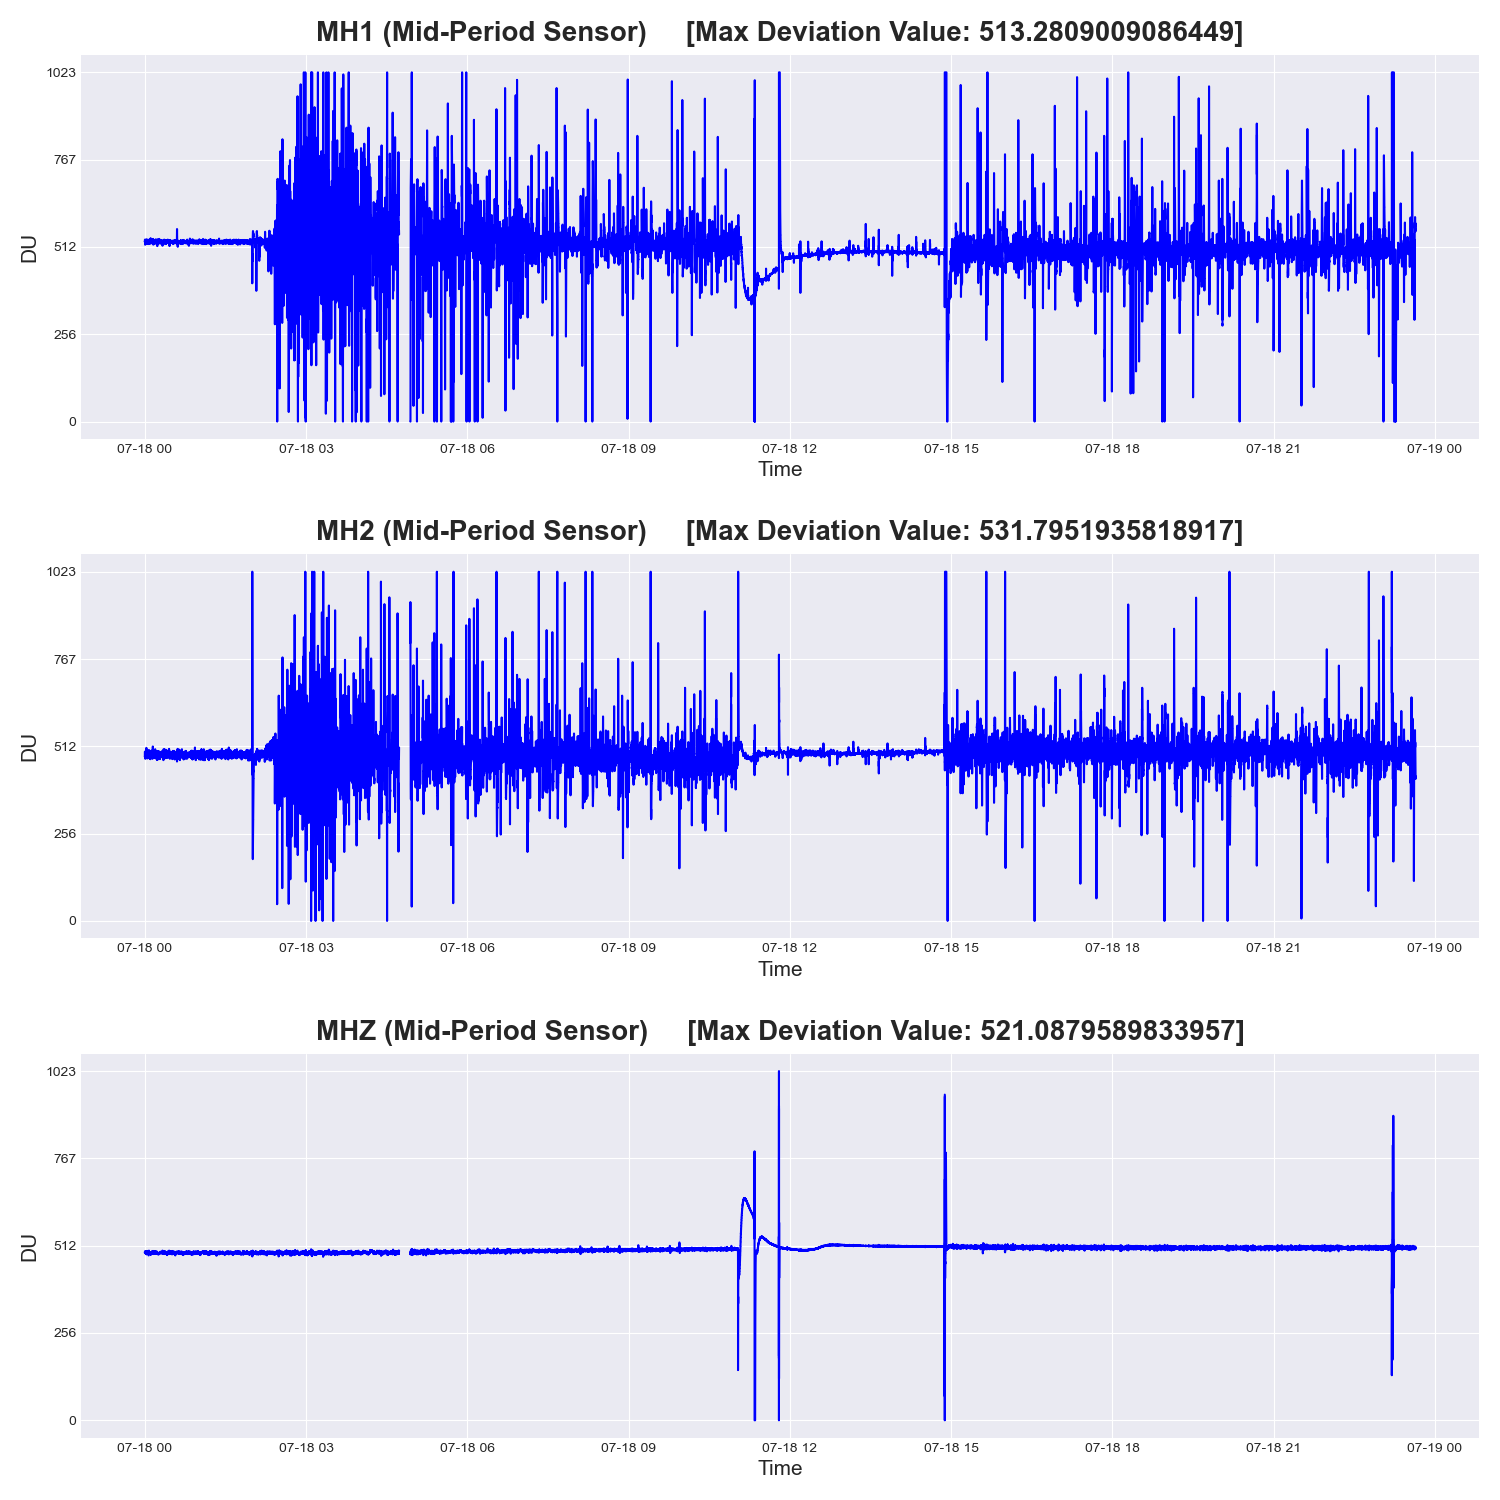 MH1 (Mid-Period Sensor) [Max Deviation Value: 513.2809009086449]
1023
767
512
256
0
DU
07-18 00 07-18 03 07-18 06 07-18 09 07-18 12 07-18 15 07-18 18 07-18 21 07-19 00
Time
MH2 (Mid-Period Sensor) [Max Deviation Value: 531.7951935818917]
1023
767
512
256
0
DU
07-18 00 07-18 03 07-18 06 07-18 09 07-18 12 07-18 15 07-18 18 07-18 21 07-19 00
Time
MHZ (Mid-Period Sensor) [Max Deviation Value: 521.0879589833957]
1023
767
512
256
0
DU
07-18 00 07-18 03 07-18 06 07-18 09 07-18 12 07-18 15 07-18 18 07-18 21 07-19 00
Time